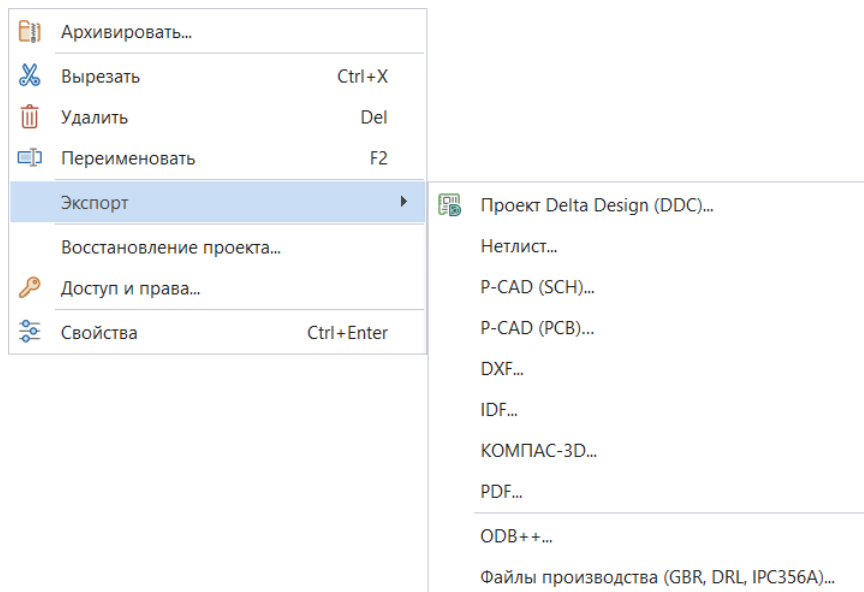 Архивировать...
Вырезать Ctrl+X
Удалить Del
Переименовать F2
Экспорт
Восстановление проекта...
Доступ и права...
Свойства Ctrl+Enter
Проект Delta Design (DDC)...
Нетлист...
P-CAD (SCH)...
P-CAD (PCB)...
DXF...
IDF...
КОМПАС-3D...
PDF...
ODB++...
Файлы производства (GBR, DRL, IPC356A)...